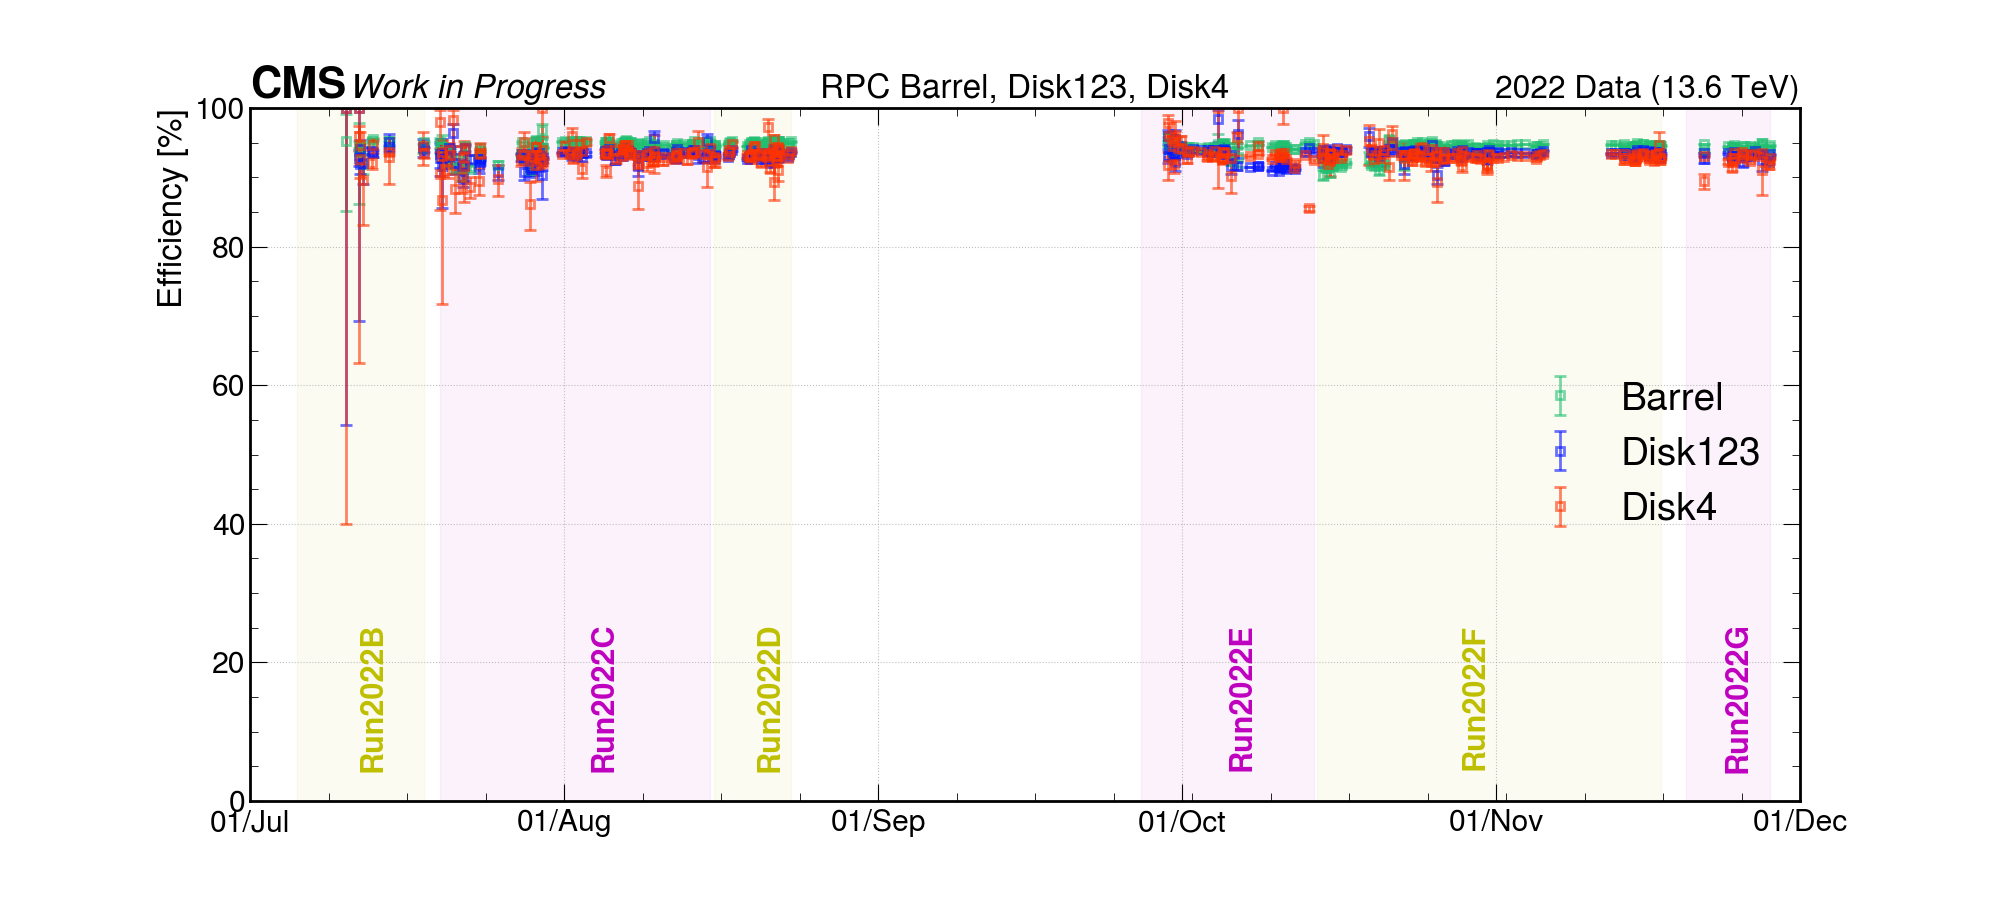 CMS Work in Progress RPC Barrel, Disk123, Disk4 2022 Data (13.6 TeV)
Efficiency [%]
100
80
60
40
20
0
Barrel
Disk123
Disk4
Run2022B
Run2022C
Run2022D
Run2022E
Run2022F
Run2022G
01/Jul 01/Aug 01/Sep 01/Oct 01/Nov 01/Dec